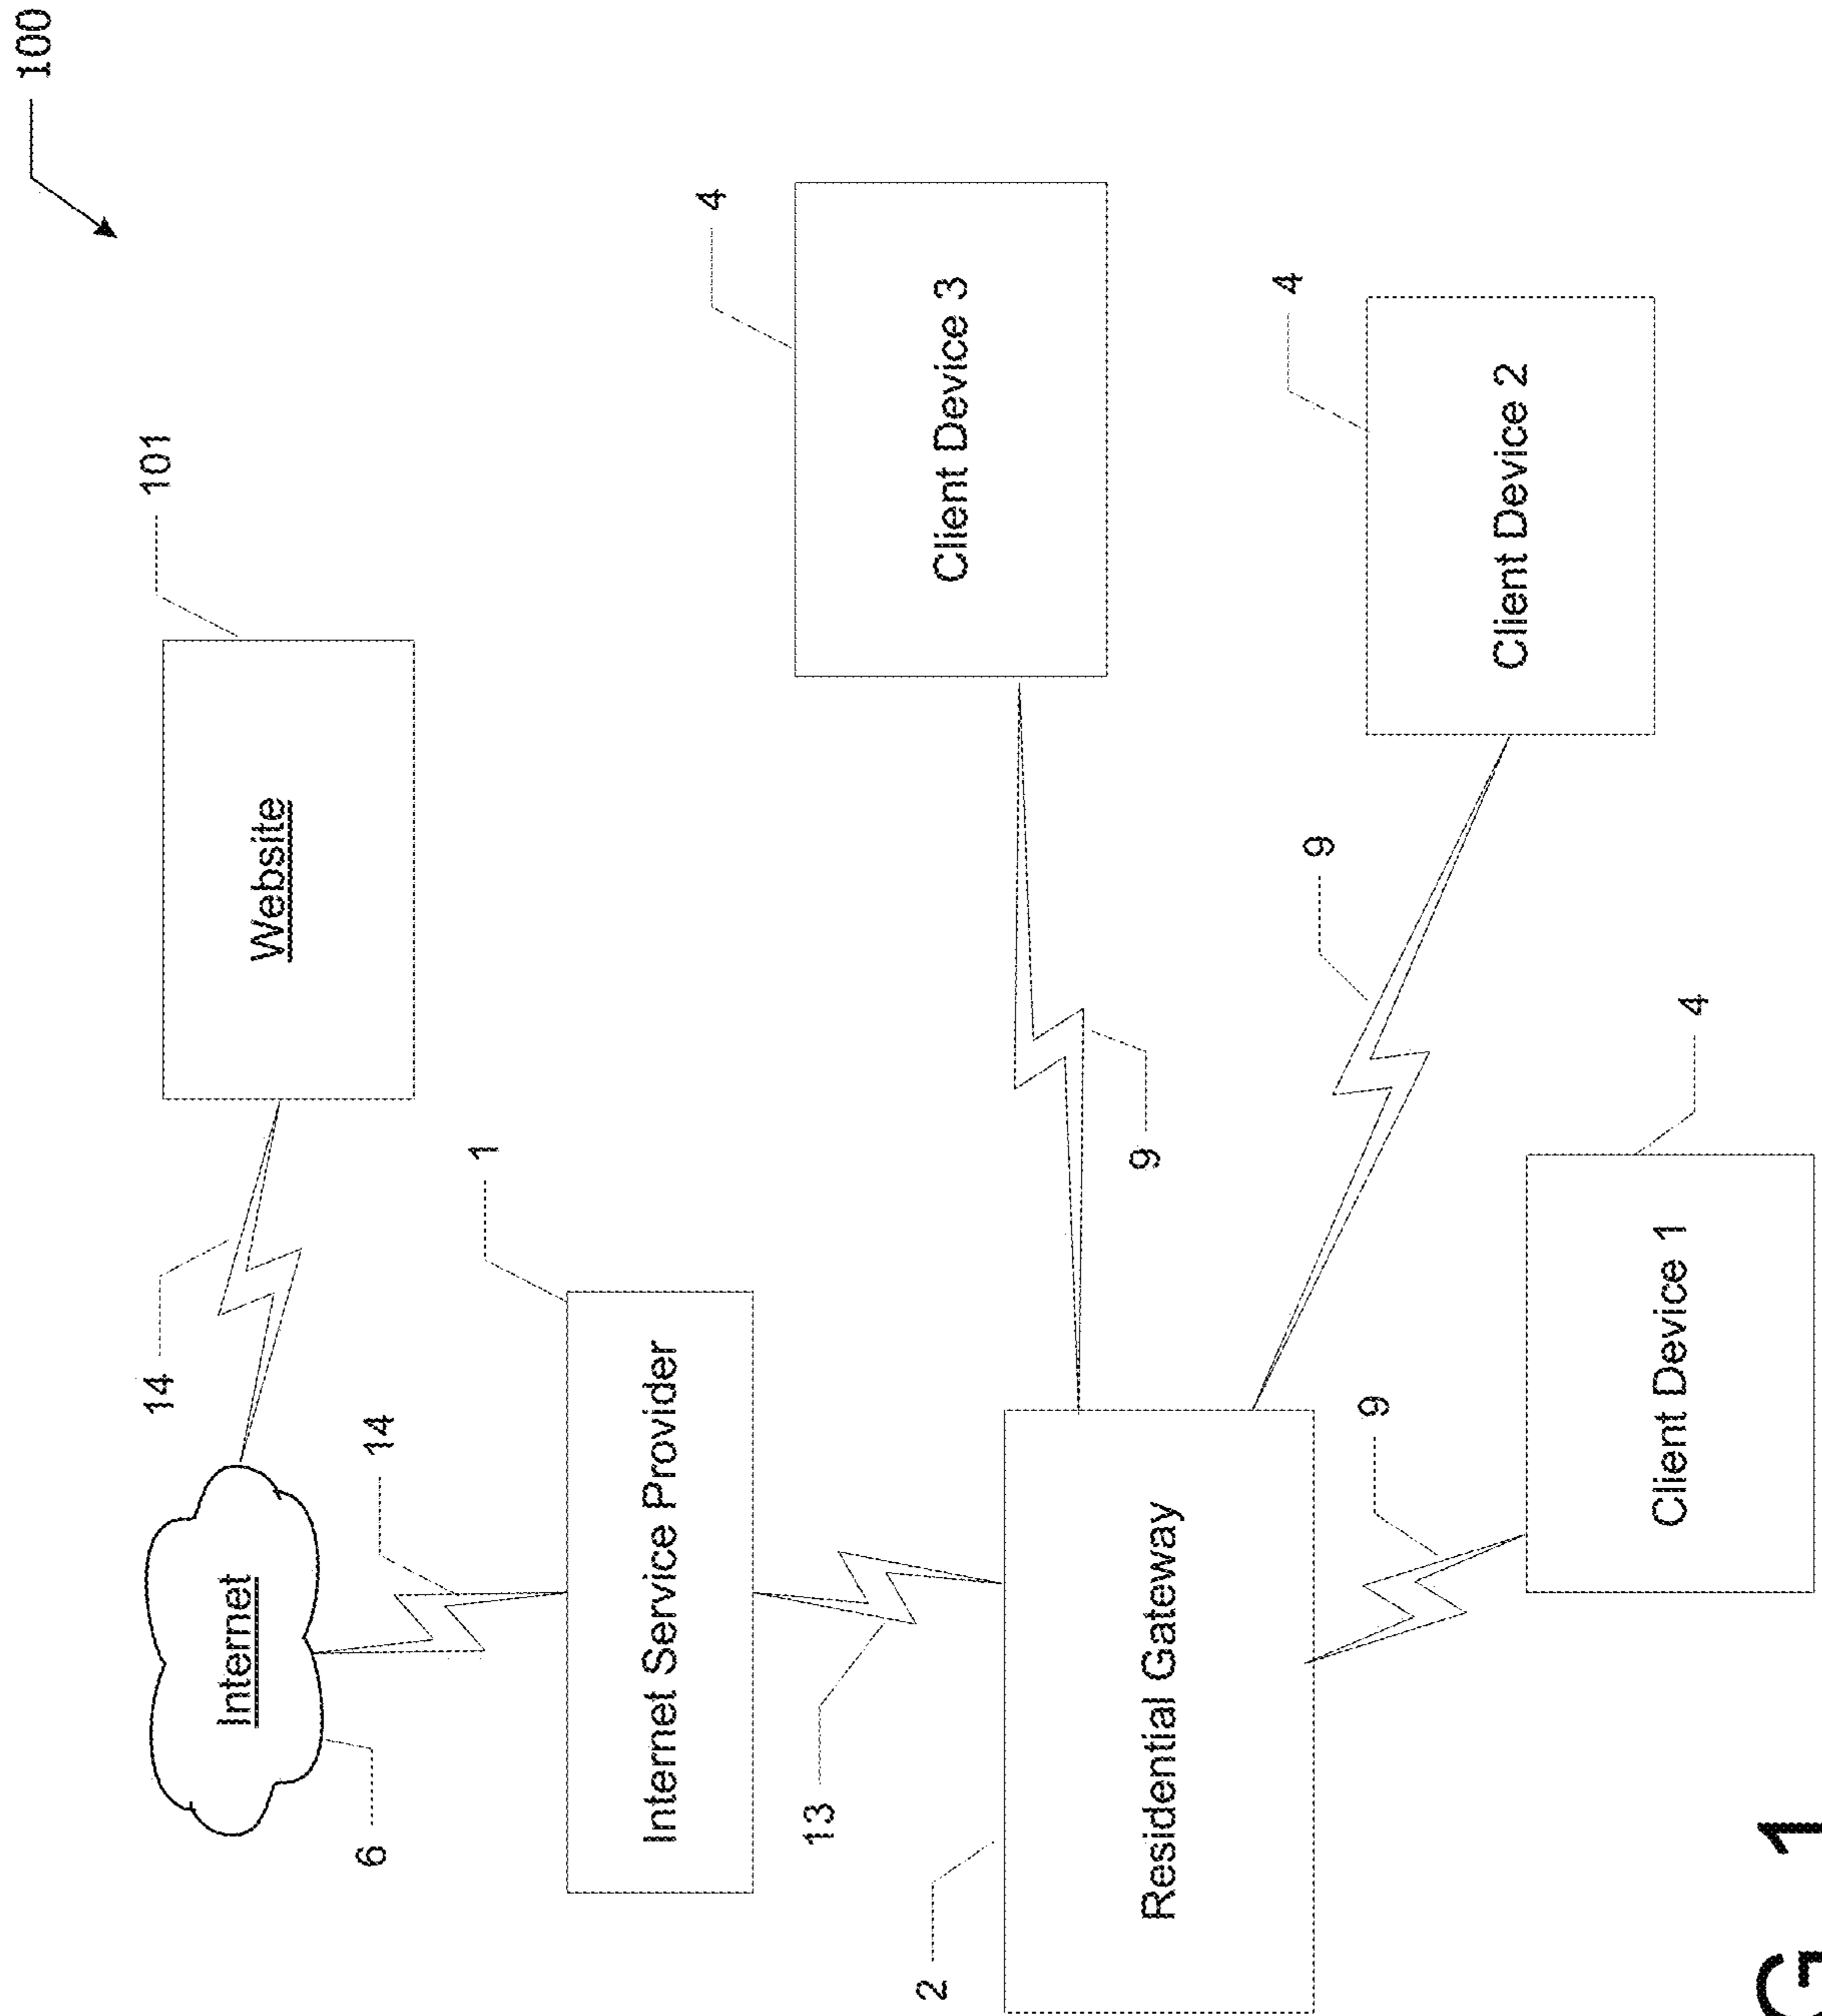 100
14
101
Internet
Website
6
14
1
Internet Service Provider
4
13
2
Client Device 3
Residential Gateway
9
9
9
4
Client Device 2
Client Device 1
4
G 1